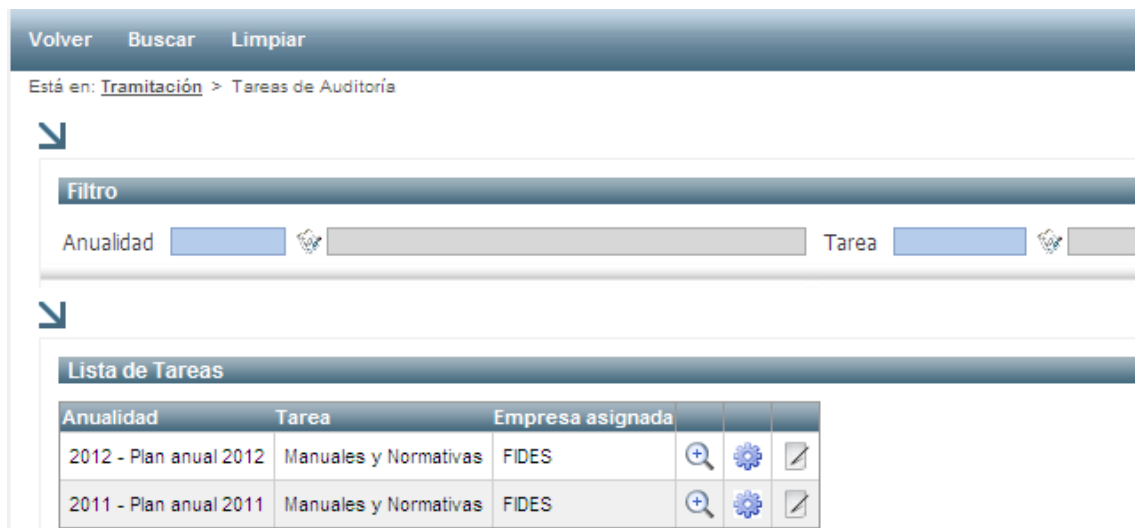 Volver Buscar Limpiar
Está en: Tramitación > Tareas de Auditoría
Filtro
Anualidad Tarea
Lista de Tareas
Anualidad Tarea Empresa asignada
2012 - Plan anual 2012 Manuales y Normativas FIDES
2011 - Plan anual 2011 Manuales y Normativas FIDES